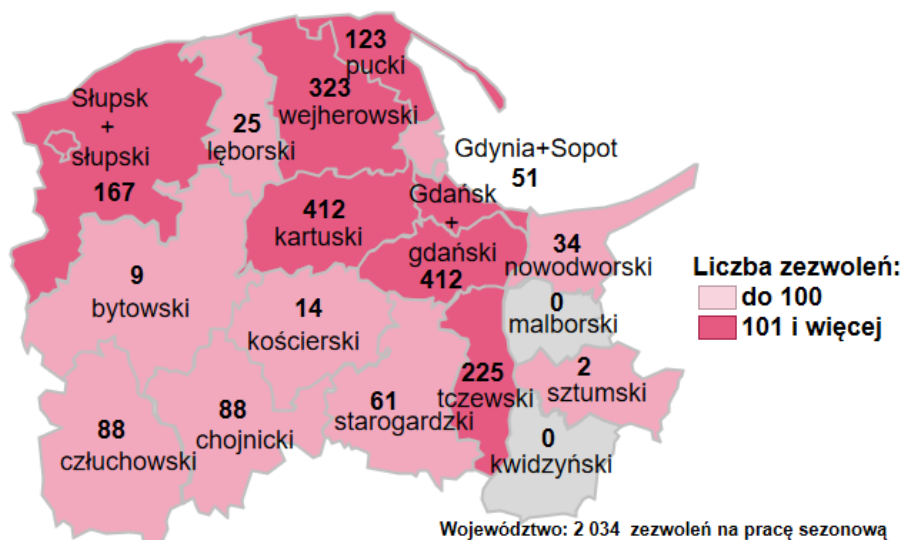 123
pucki
323
wejherowski
Słupsk
+
słupski
167
25
lęborski
Gdynia+Sopot
51
412
kartuski
Gdańsk
+
gdański
412
34
nowodworski
9
bytowski
14
kościerski
0
malborski
Liczba zezwoleń:
do 100
101 i więcej
225
tczewski
2
sztumski
61
starogardzki
88
człuchowski
88
chojnicki
0
kwidzyński
Województwo: 2 034 zezwoleń na pracę sezonową